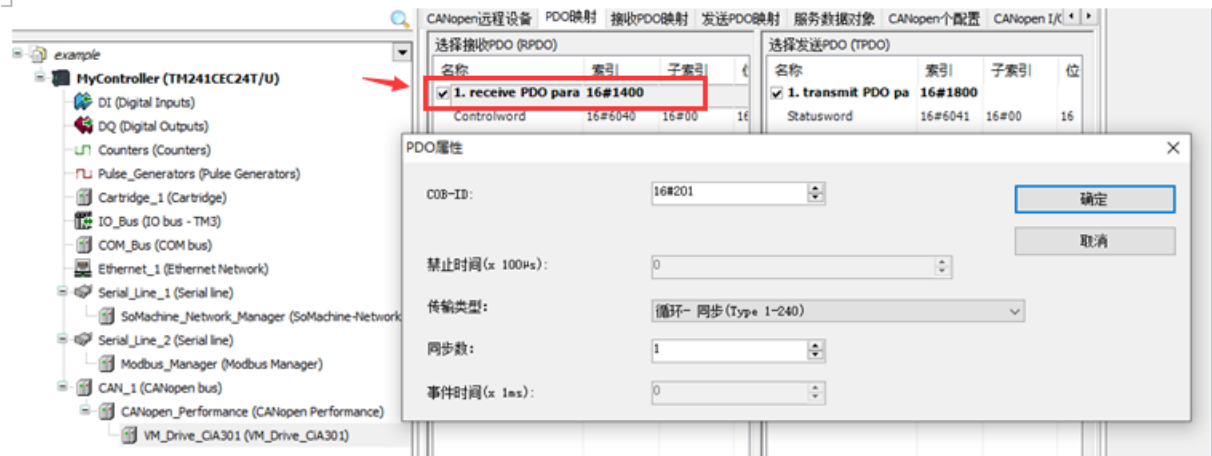 CANopen远程设备 PDO映射 接收PDO映射 发送PDO映射 服务数据对象 CANopen个配置 CANopen I/C
example
MyController (TM241CEC24T/U)
DI (Digital Inputs)
DQ (Digital Outputs)
Counters (Counters)
Pulse_Generators (Pulse Generators)
Cartridge_1 (Cartridge)
IO_Bus (IO bus - TM3)
COM_Bus (COM bus)
Ethernet_1 (Ethernet Network)
Serial_Line_1 (Serial line)
SoMachine_Network_Manager (SoMachine-Network
Serial_Line_2 (Serial line)
Modbus_Manager (Modbus Manager)
CAN_1 (CANopen bus)
CANopen_Performance (CANopen Performance)
VM_Drive_CiA301 (VM_Drive_CiA301)
选择接收PDO (RPDO)
名称 索引 子索引
1. receive PDO para 16#1400
Controlword 16#6040 16#00 16
选择发送PDO (TPDO)
名称 索引 子索引 位
1. transmit PDO pa 16#1800
Statusword 16#6041 16#00 16
PDO属性
COB-ID: 16#201
确定
取消
禁止时间(x 100µs): 0
传输类型: 循环- 同步(Type 1-240)
同步数: 1
事件时间(x 1ms): 0